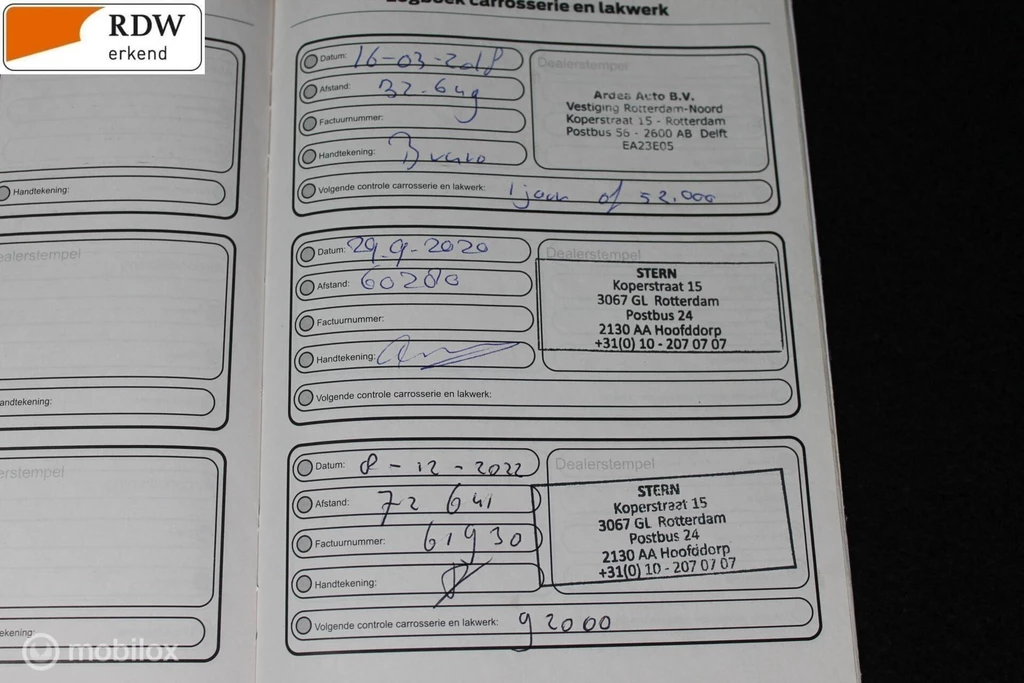 RDW
erkend
Logboek carrosserie en lakwerk
Handtekening:
Datum: 16-03-2018
Afstand: 32.649
Factuurnummer:
Handtekening:
Volgende controle carrosserie en lakwerk: 1 jaar of 52.000
Dealerstempel
Ardea Auto B.V.
Vestiging Rotterdam-Noord
Koperstraat 15 - Rotterdam
Postbus 56 - 2600 AB Delft
EA23E05
ealerstempel
andtekening:
Datum: 29-9-2020
Afstand: 60280
Factuurnummer:
Handtekening:
Volgende controle carrosserie en lakwerk:
Dealerstempel
STERN
Koperstraat 15
3067 GL Rotterdam
Postbus 24
2130 AA Hoofddorp
+31(0) 10 - 207 07 07
erstempel
ekening:
Datum: 8-12-2022
Afstand: 72641
Factuurnummer: 61930
Handtekening:
Volgende controle carrosserie en lakwerk: 92000
Dealerstempel
STERN
Koperstraat 15
3067 GL Rotterdam
Postbus 24
2130 AA Hoofddorp
+31(0) 10 - 207 07 07
mobilox